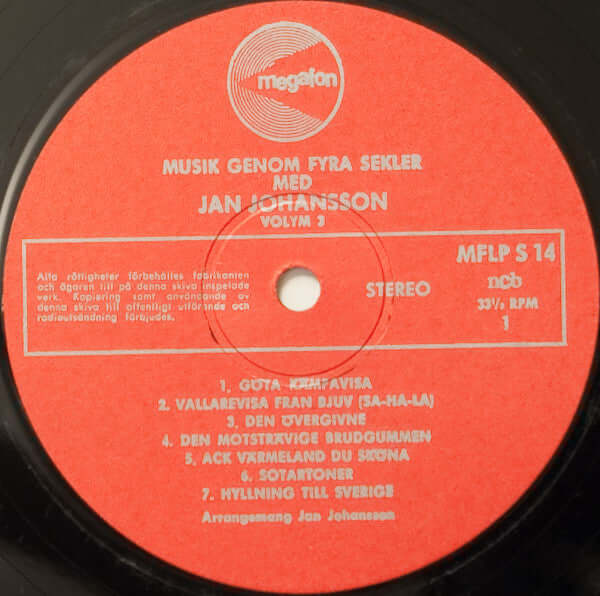 megafon
MUSIK GENOM FYRA SEKLER
MED
JAN JOHANSSON
VOLYM 3
Alla rättigheter förbehålles fabrikanten
och ägaren till på denna skiva inspelade
verk. Kopiering samt användande av
denna skiva till offentligt utförande och
radioutsändning förbjudes.
STEREO
MFLP S 14
ncb
33⅓ RPM
1
1. GÖTA KÄMPAVISA
2. VALLAREVISA FRAN BJUV (SA-HA-LA)
3. DEN ÖVERGIVNE
4. DEN MOTSTRÄVIGE BRUDGUMMEN
5. ACK VÄRMELAND DU SKÖNA
6. SOTARTONER
7. HYLLNING TILL SVERIGE
Arrangemang Jan Johansson